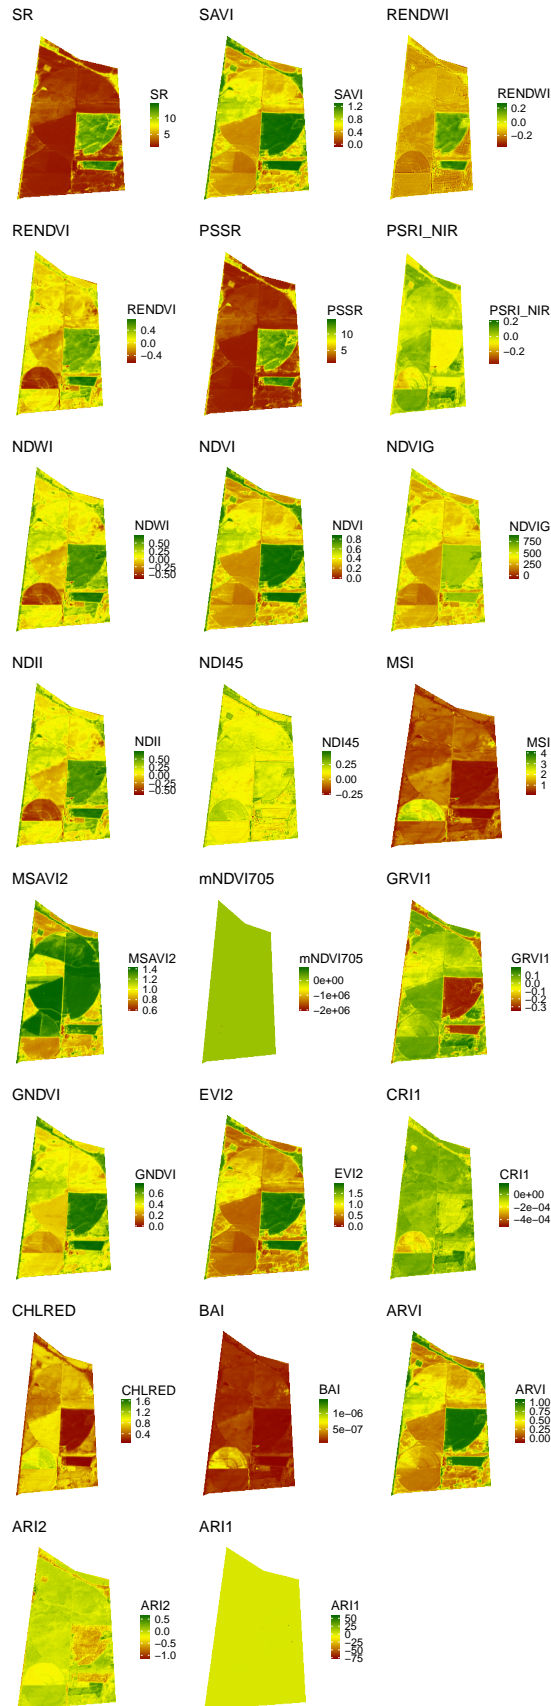 SR
SAVI
RENDWI
SR
10
5
SAVI
1.2
0.8
0.4
0.0
RENDWI
0.2
0.0
−0.2
RENDVI
PSSR
PSRI_NIR
RENDVI
0.4
−0.4
PSSR
10
5
PSRI_NIR
0.2
0.0
−0.2
NDWI
NDVI
NDVIG
NDWI
0.50
0.25
0.00
−0.25
−0.50
NDVI
0.8
0.6
0.4
0.2
0.0
NDVIG
750
500
250
0
NDII
NDI45
MSI
NDII
0.50
0.25
0.00
−0.25
−0.50
NDI45
0.25
0.00
−0.25
MSI
4
3
2
1
MSAVI2
mNDVI705
GRVI1
MSAVI2
1.4
1.2
1.0
0.8
0.6
mNDVI705
0e+00
−1e+06
−2e+06
GRVI1
0.1
0.0
−0.1
−0.2
−0.3
GNDVI
EVI2
CRI1
GNDVI
0.6
0.4
0.2
0.0
EVI2
1.5
1.0
0.5
0.0
CRI1
0e+00
−2e−04
−4e−04
CHLRED
BAI
ARVI
CHLRED
1.6
1.2
0.8
0.4
BAI
1e−06
5e−07
ARVI
1.00
0.75
0.50
0.25
0.00
ARI2
ARI1
ARI2
0.5
0.0
−0.5
−1.0
ARI1
50
25
0
−25
−50
−75